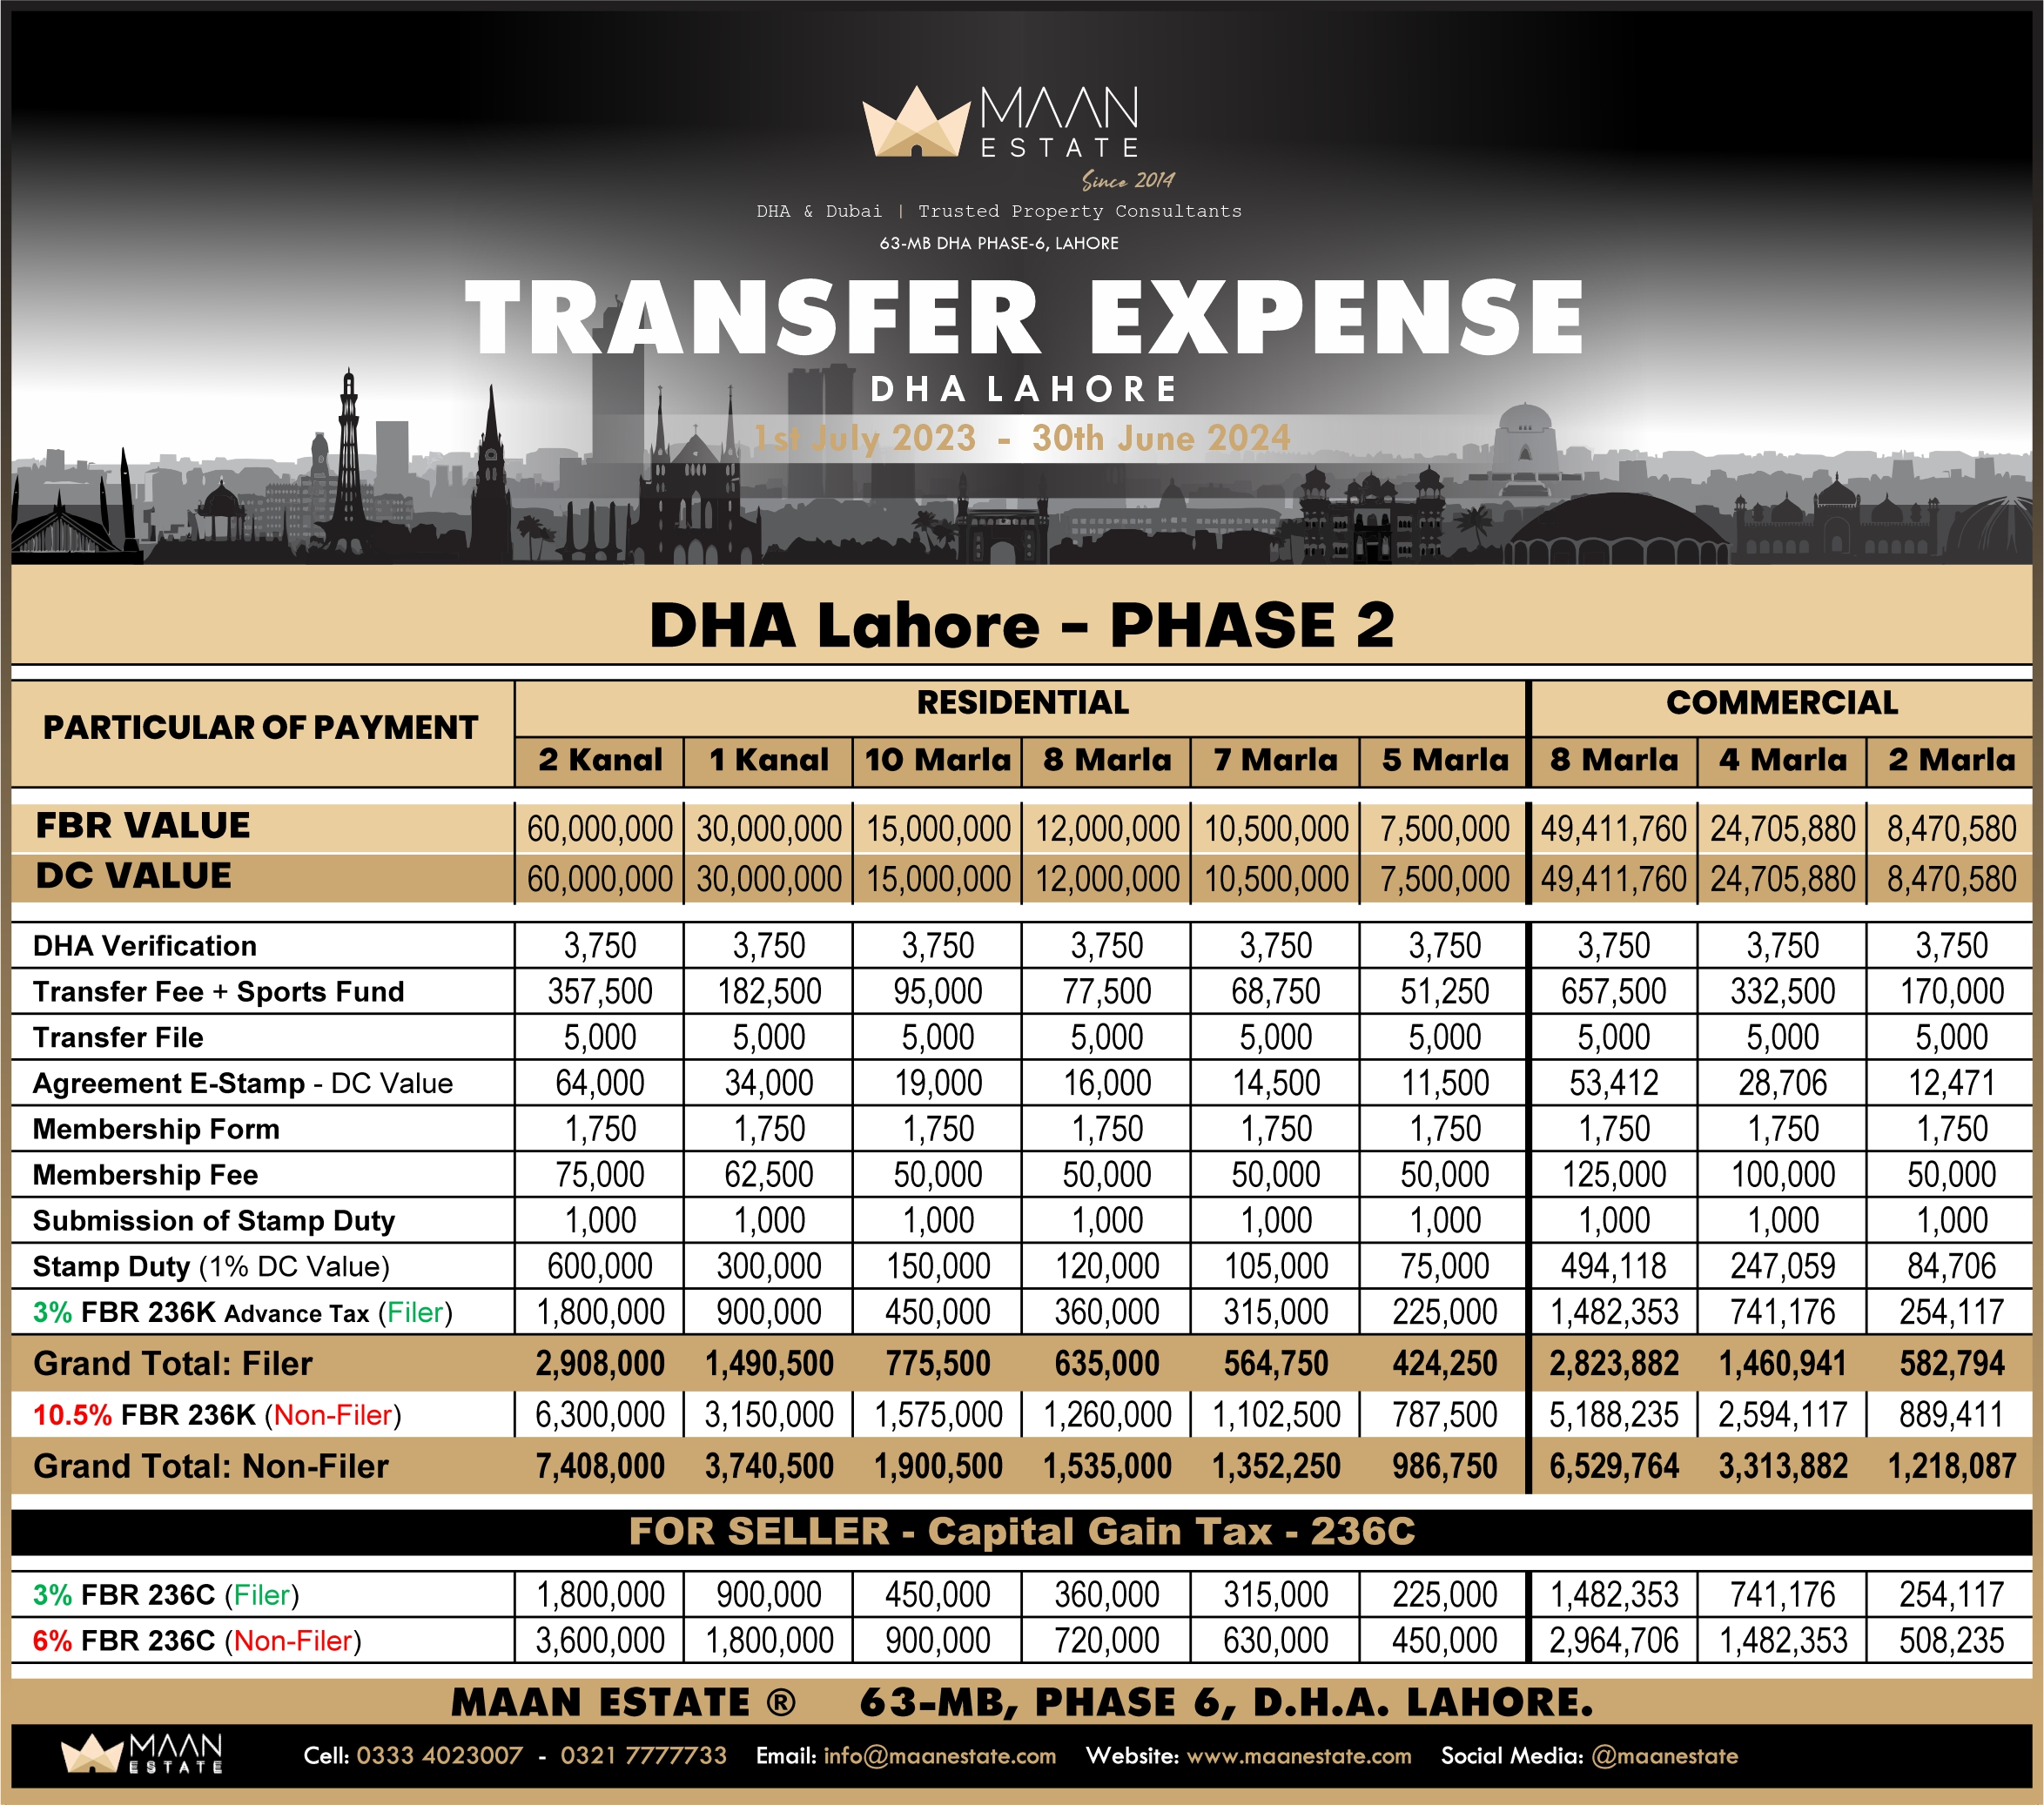 MAAN
ESTATE
Since 2014
DHA & Dubai | Trusted Property Consultants
63-MB DHA PHASE-6, LAHORE
TRANSFER EXPENSE
DHA LAHORE
1st July 2023 - 30th June 2024
DHA Lahore - PHASE 2
PARTICULAR OF PAYMENT RESIDENTIAL COMMERCIAL
2 Kanal 1 Kanal 10 Marla 8 Marla 7 Marla 5 Marla 8 Marla 4 Marla 2 Marla
FBR VALUE 60,000,000 30,000,000 15,000,000 12,000,000 10,500,000 7,500,000 49,411,760 24,705,880 8,470,580
DC VALUE 60,000,000 30,000,000 15,000,000 12,000,000 10,500,000 7,500,000 49,411,760 24,705,880 8,470,580
DHA Verification 3,750 3,750 3,750 3,750 3,750 3,750 3,750 3,750 3,750
Transfer Fee + Sports Fund 357,500 182,500 95,000 77,500 68,750 51,250 657,500 332,500 170,000
Transfer File 5,000 5,000 5,000 5,000 5,000 5,000 5,000 5,000 5,000
Agreement E-Stamp - DC Value 64,000 34,000 19,000 16,000 14,500 11,500 53,412 28,706 12,471
Membership Form 1,750 1,750 1,750 1,750 1,750 1,750 1,750 1,750 1,750
Membership Fee 75,000 62,500 50,000 50,000 50,000 50,000 125,000 100,000 50,000
Submission of Stamp Duty 1,000 1,000 1,000 1,000 1,000 1,000 1,000 1,000 1,000
Stamp Duty (1% DC Value) 600,000 300,000 150,000 120,000 105,000 75,000 494,118 247,059 84,706
3% FBR 236K Advance Tax (Filer) 1,800,000 900,000 450,000 360,000 315,000 225,000 1,482,353 741,176 254,117
Grand Total: Filer 2,908,000 1,490,500 775,500 635,000 564,750 424,250 2,823,882 1,460,941 582,794
10.5% FBR 236K (Non-Filer) 6,300,000 3,150,000 1,575,000 1,260,000 1,102,500 787,500 5,188,235 2,594,117 889,411
Grand Total: Non-Filer 7,408,000 3,740,500 1,900,500 1,535,000 1,352,250 986,750 6,529,764 3,313,882 1,218,087
FOR SELLER - Capital Gain Tax - 236C
3% FBR 236C (Filer) 1,800,000 900,000 450,000 360,000 315,000 225,000 1,482,353 741,176 254,117
6% FBR 236C (Non-Filer) 3,600,000 1,800,000 900,000 720,000 630,000 450,000 2,964,706 1,482,353 508,235
MAAN ESTATE ® 63-MB, PHASE 6, D.H.A. LAHORE.
MAAN
ESTATE
Cell: 0333 4023007 - 0321 7777733 Email: info@maanestate.com Website: www.maanestate.com Social Media: @maanestate